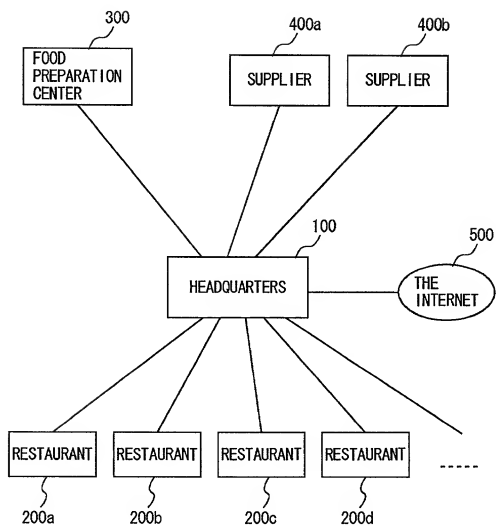 300
400a
400b
FOOD
PREPARATION
CENTER
SUPPLIER
SUPPLIER
100
HEADQUARTERS
500
THE
INTERNET
RESTAURANT
RESTAURANT
RESTAURANT
RESTAURANT
200a
200b
200c
200d